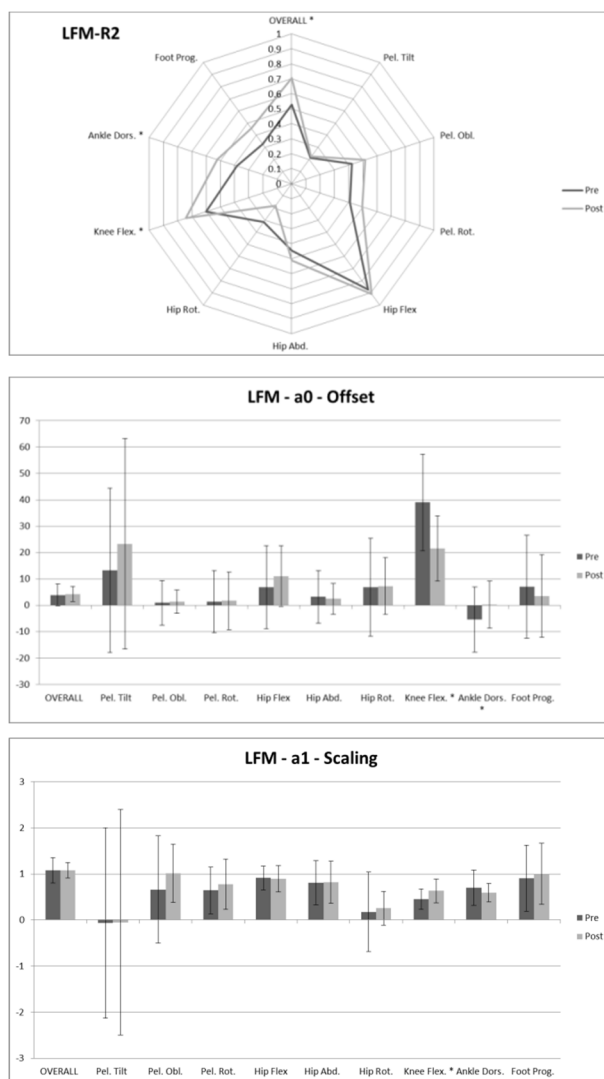 LFM-R2
OVERALL *
Pel. Tilt
Pel. Obl.
Pel. Rot.
Hip Flex
Hip Abd.
Hip Rot.
Knee Flex. *
Ankle Dors. *
Foot Prog.
1
0.9
0.8
0.7
0.6
0.5
0.4
0.3
0.2
0.1
0
Pre
Post
LFM - a0 - Offset
70
60
50
40
30
20
10
0
-10
-20
-30
OVERALL Pel. Tilt Pel. Obl. Pel. Rot. Hip Flex Hip Abd. Hip Rot. Knee Flex. * Ankle Dors. Foot Prog.
*
Pre
Post
LFM - a1 - Scaling
3
2
1
0
-1
-2
-3
OVERALL Pel. Tilt Pel. Obl. Pel. Rot. Hip Flex Hip Abd. Hip Rot. Knee Flex. * Ankle Dors. Foot Prog.
Pre
Post